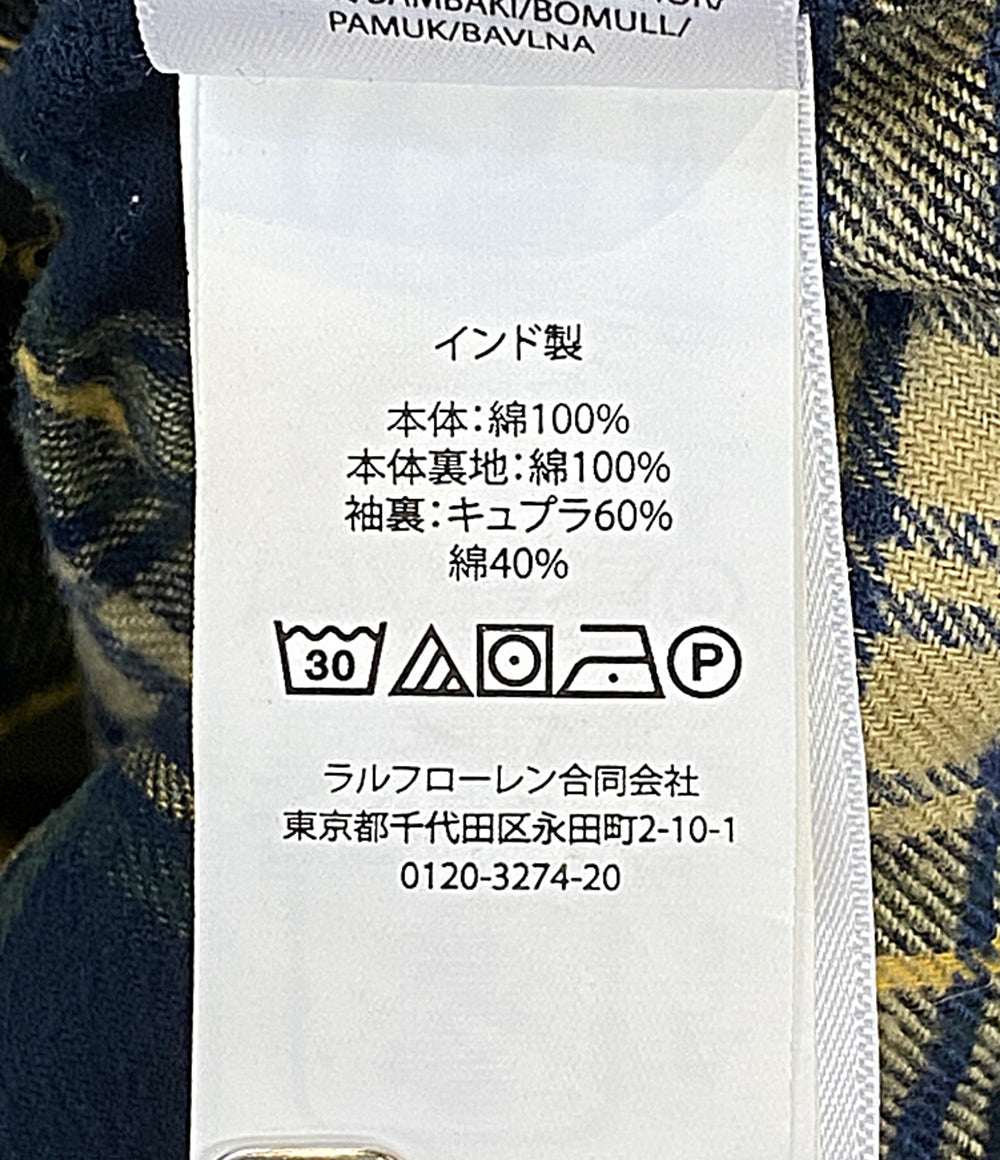 BOMULL/
PAMUK/BAVLNA
インド製
本体:綿100%
本体裏地:綿100%
袖裏:キュプラ60%
綿40%
30 P
ラルフローレン合同会社
東京都千代田区永田町2-10-1
0120-3274-20